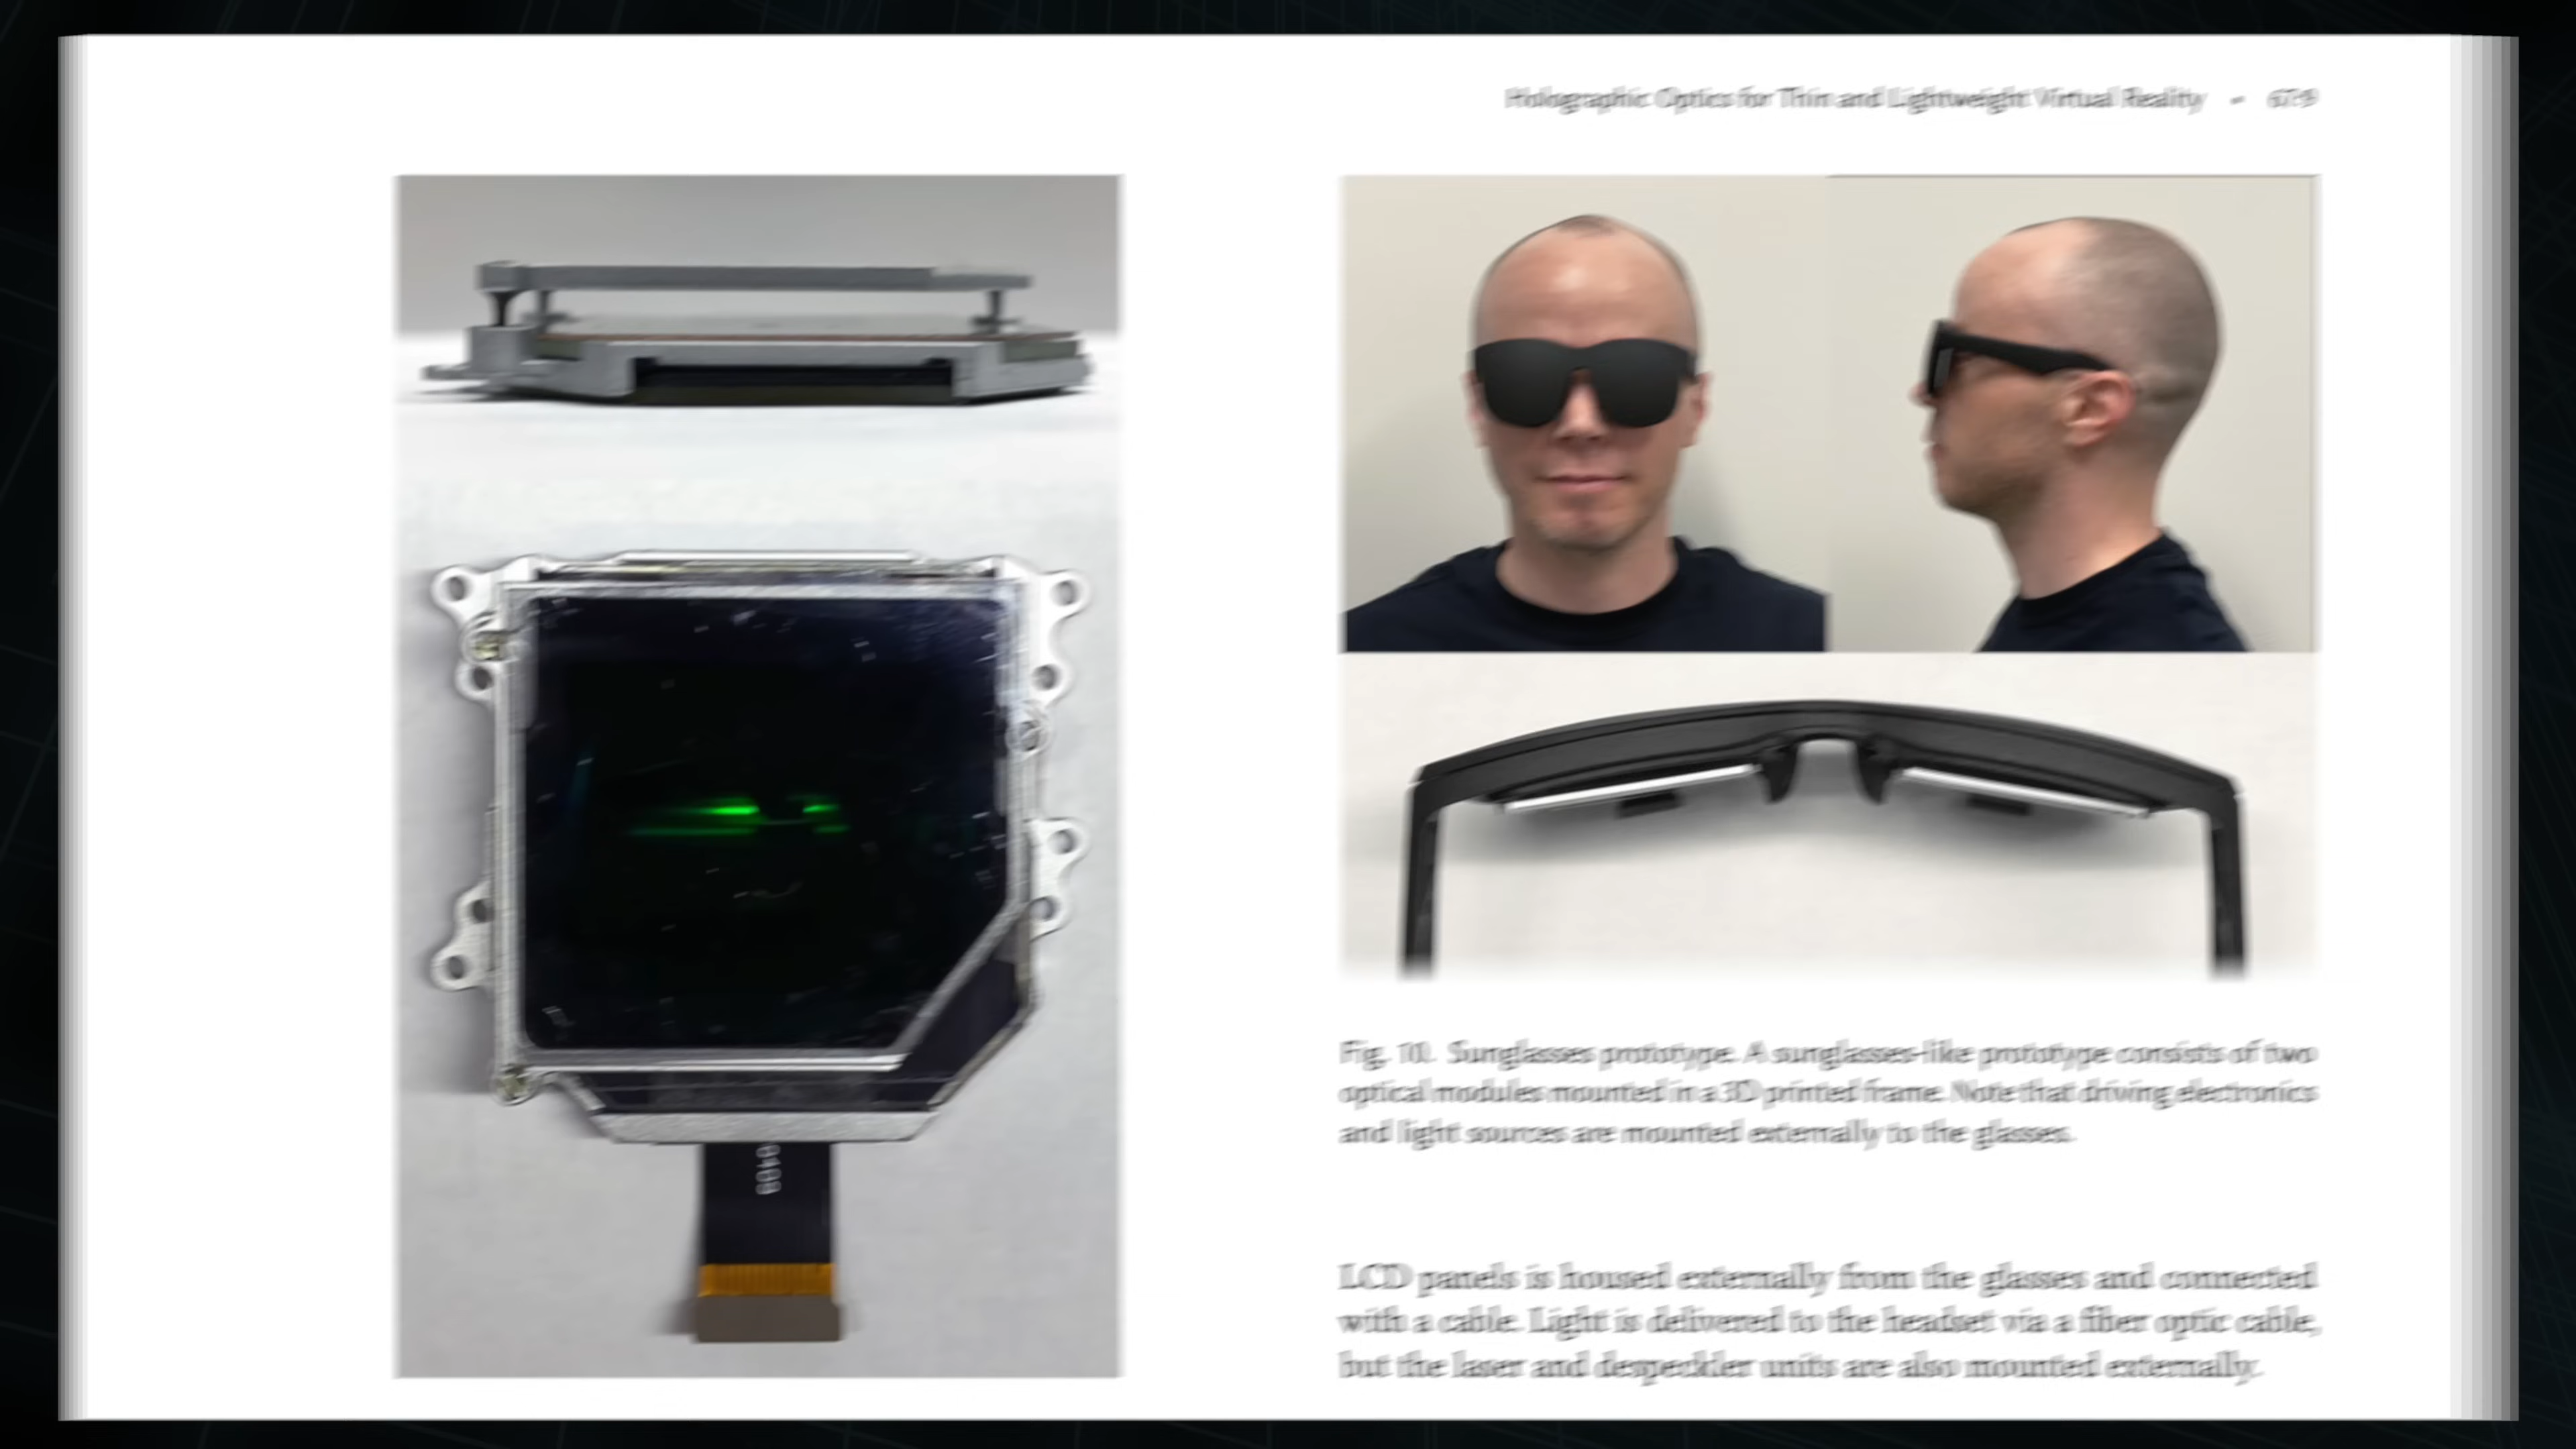 Holographic Optics for Thin and Lightweight Virtual Reality • 67:9
0109
Fig. 10. Sunglasses prototype. A sunglasses-like prototype consists of two
optical modules mounted in a 3D printed frame. Note that driving electronics
and light sources are mounted externally to the glasses.
LCD panels is housed externally from the glasses and connected
with a cable. Light is delivered to the headset via a fiber optic cable,
but the laser and despeckler units are also mounted externally.